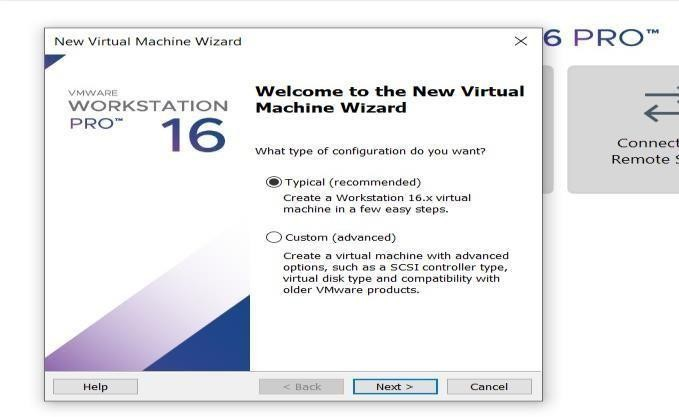 New Virtual Machine Wizard
6 PRO™
VMWARE
WORKSTATION
PRO™ 16
Welcome to the New Virtual
Machine Wizard
What type of configuration do you want?
Typical (recommended)
Create a Workstation 16.x virtual
machine in a few easy steps.
Custom (advanced)
Create a virtual machine with advanced
options, such as a SCSI controller type,
virtual disk type and compatibility with
older VMware products.
Connect
Remote S
Help
< Back
Next >
Cancel